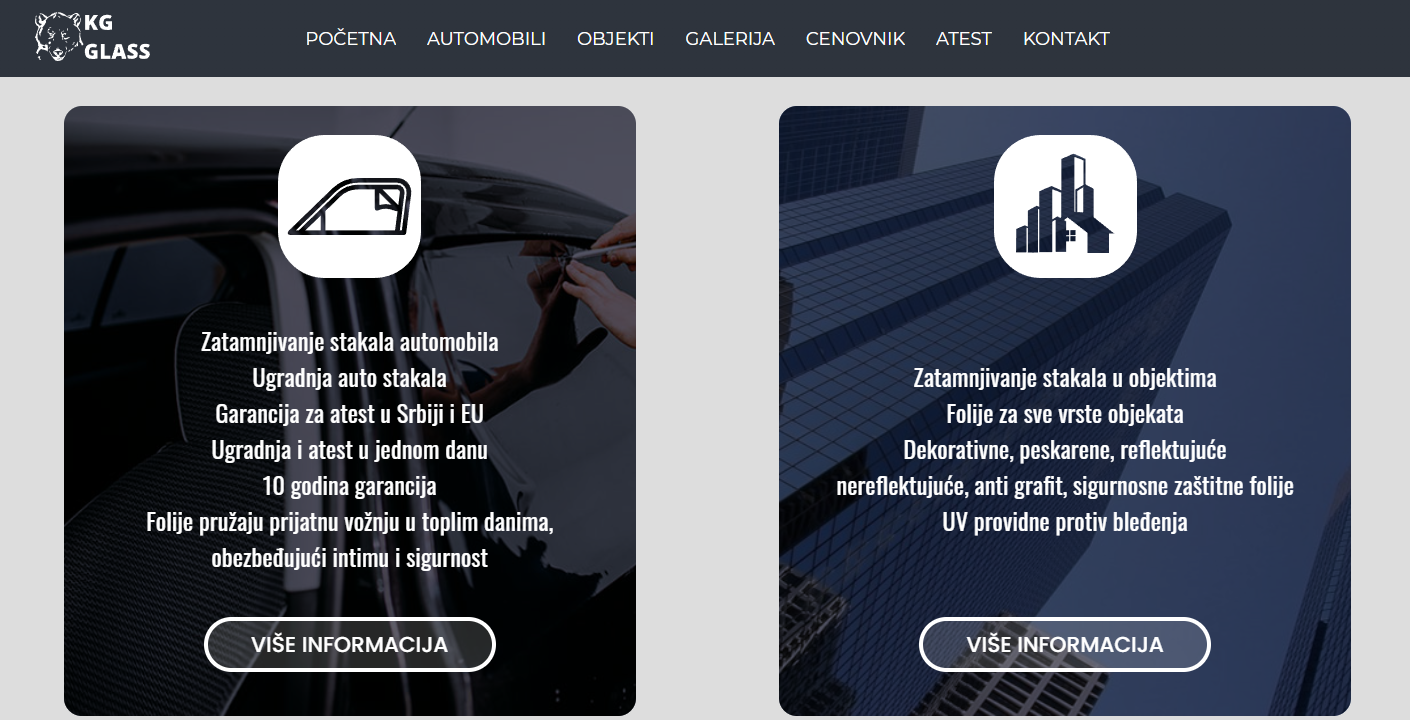 KG
GLASS
POČETNA AUTOMOBILI OBJEKTI GALERIJA CENOVNIK ATEST KONTAKT
Zatamnjivanje stakala automobila
Ugradnja auto stakala
Garancija za atest u Srbiji i EU
Ugradnja i atest u jednom danu
10 godina garancija
Folije pružaju prijatnu vožnju u toplim danima,
obezbeđujući intimu i sigurnost
VIŠE INFORMACIJA
Zatamnjivanje stakala u objektima
Folije za sve vrste objekata
Dekorativne, peskarene, reflektujuće
nereflektujuće, anti grafit, sigurnosne zaštitne folije
UV providne protiv bleđenja
VIŠE INFORMACIJA